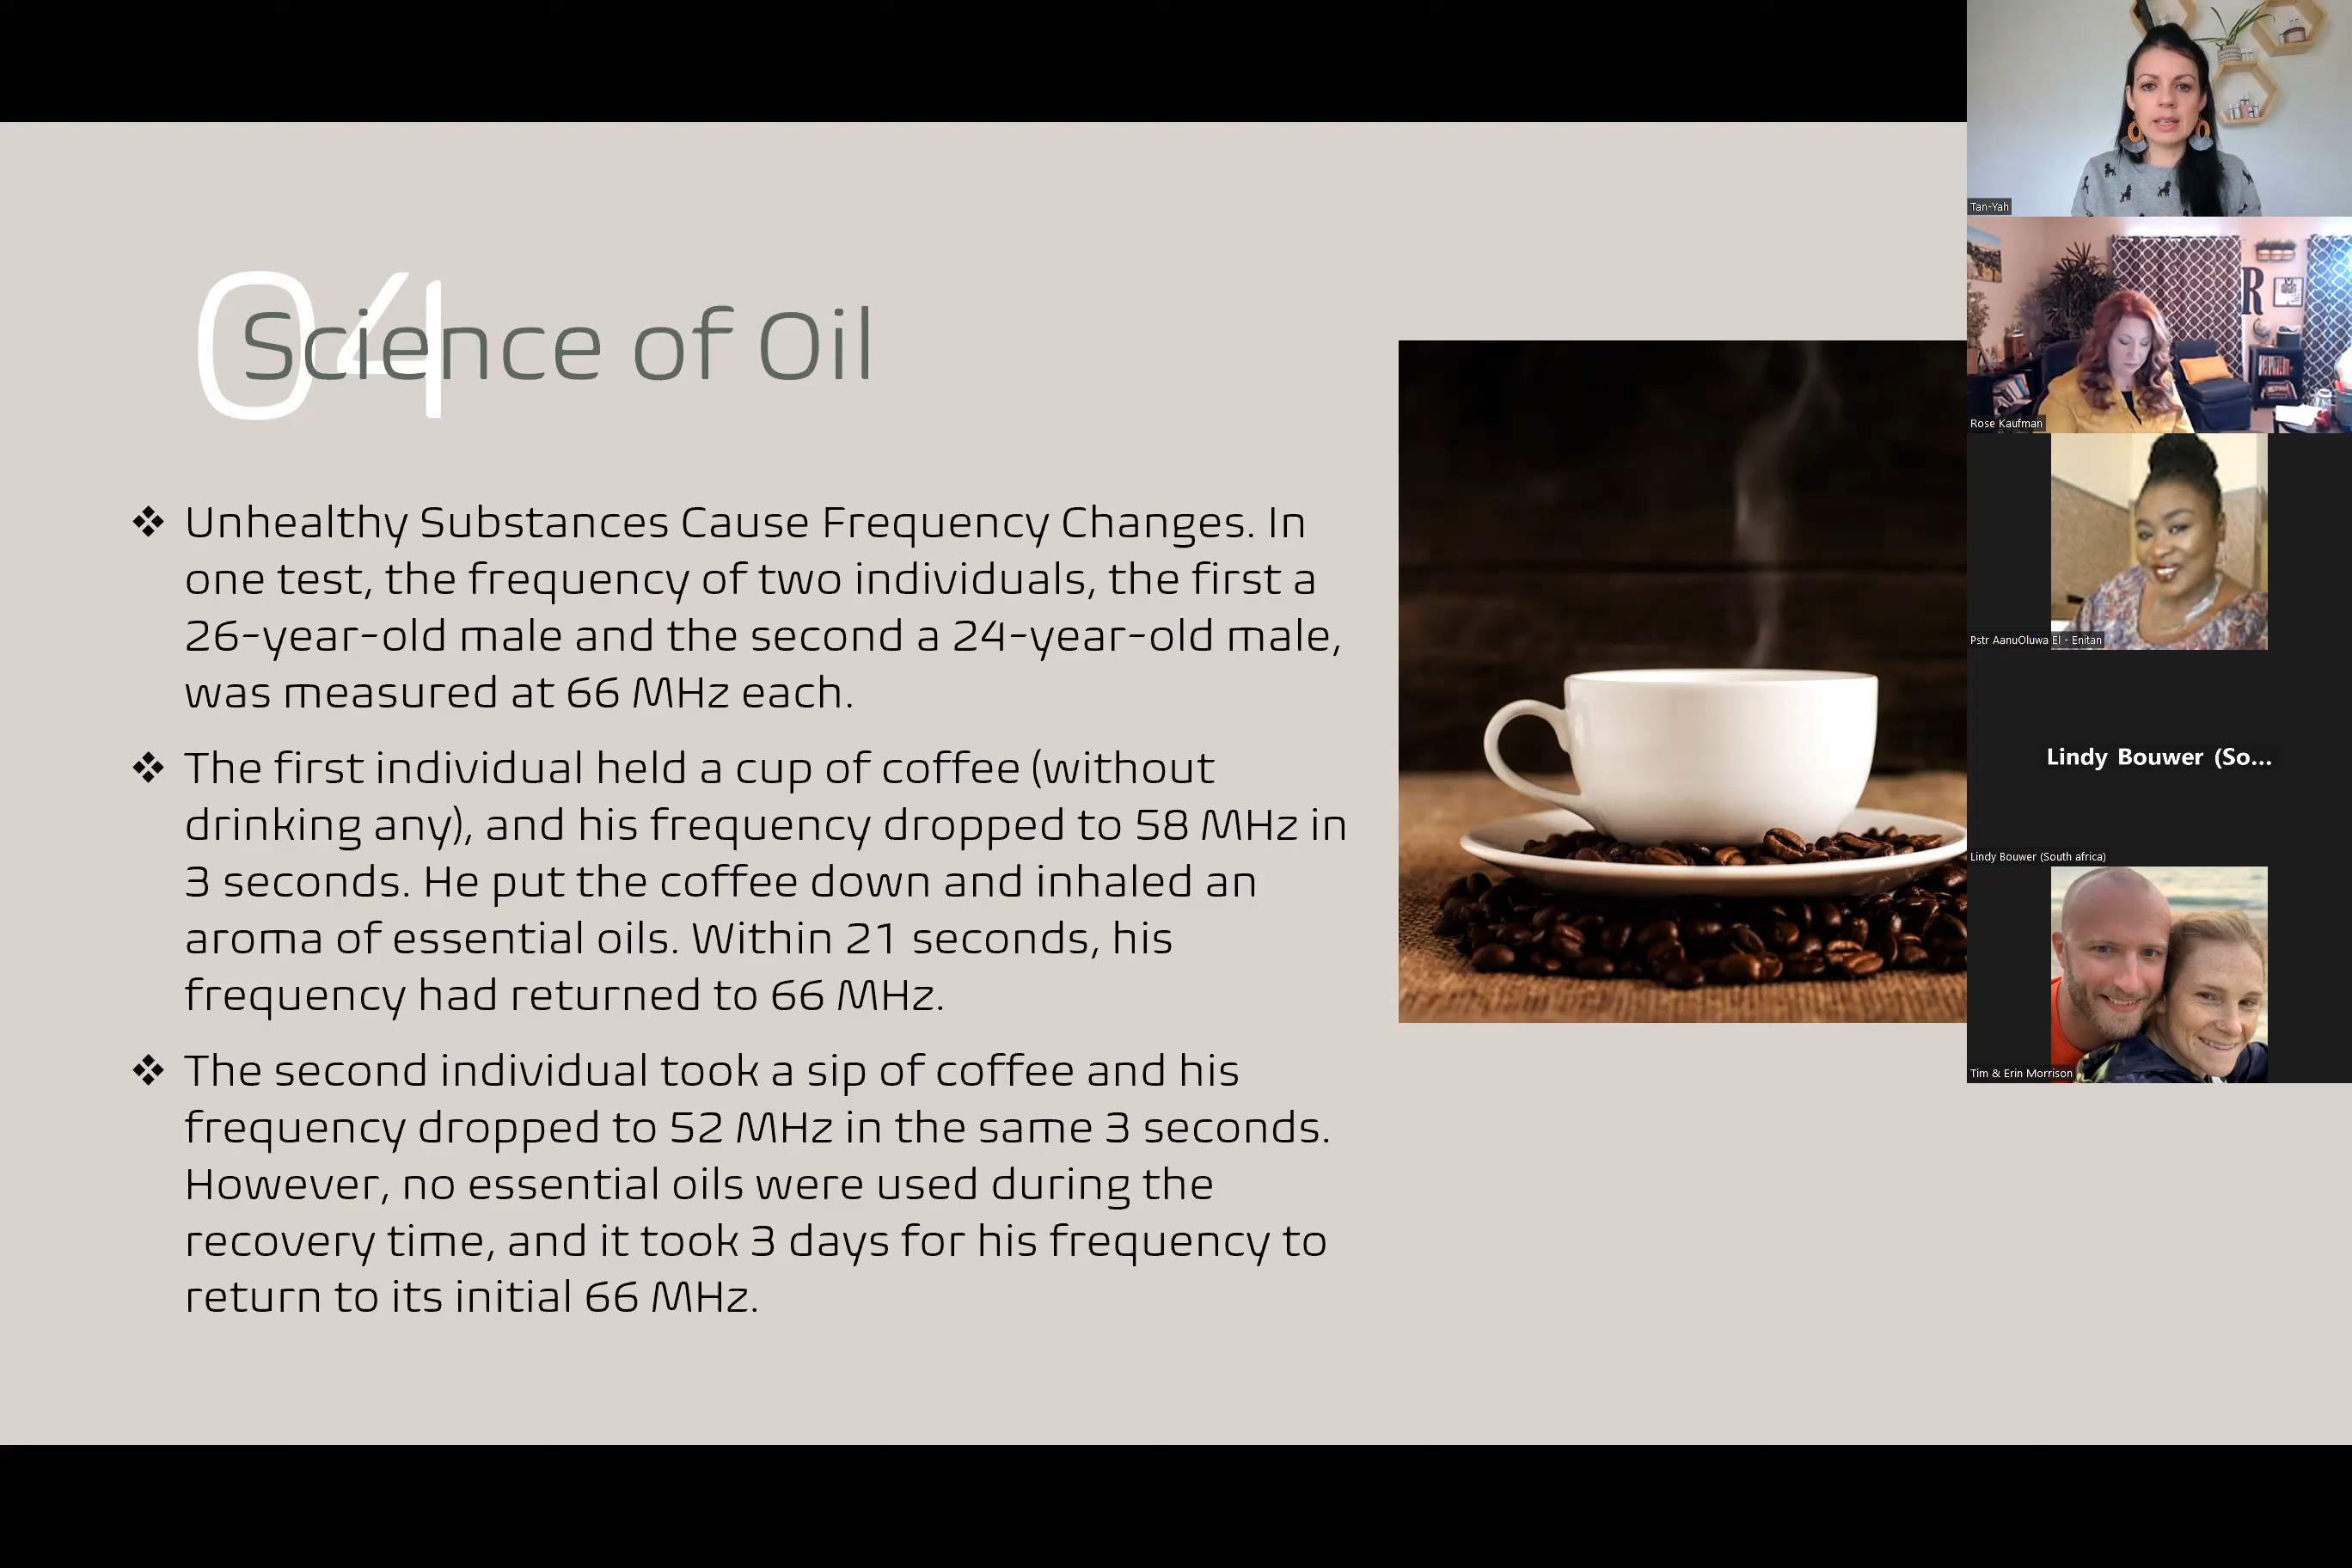 04
Science of Oil
❖ Unhealthy Substances Cause Frequency Changes. In
one test, the frequency of two individuals, the first a
26-year-old male and the second a 24-year-old male,
was measured at 66 MHz each.
❖ The first individual held a cup of coffee (without
drinking any), and his frequency dropped to 58 MHz in
3 seconds. He put the coffee down and inhaled an
aroma of essential oils. Within 21 seconds, his
frequency had returned to 66 MHz.
❖ The second individual took a sip of coffee and his
frequency dropped to 52 MHz in the same 3 seconds.
However, no essential oils were used during the
recovery time, and it took 3 days for his frequency to
return to its initial 66 MHz.
Tan-Yah
R
Rose Kaufman
Pstr AanuOluwa El - Enitan
Lindy Bouwer (So...
Lindy Bouwer (South africa)
Tim & Erin Morrison